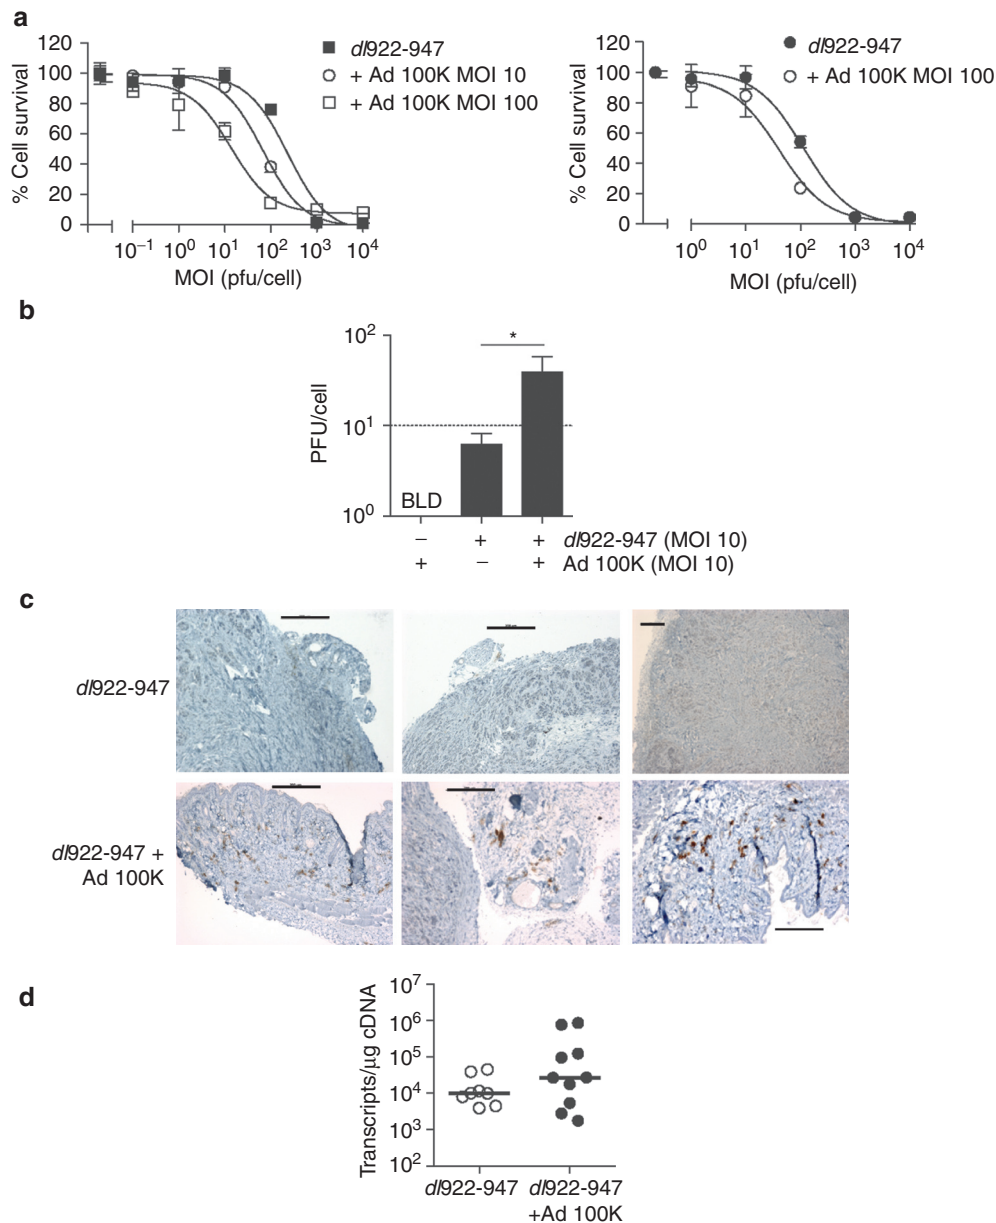 a
120
100
80
60
40
20
0
% Cell survival
10⁻¹ 10⁰ 10¹ 10² 10³ 10⁴
MOI (pfu/cell)
dl922-947
+ Ad 100K MOI 10
+ Ad 100K MOI 100
120
100
80
60
40
20
0
% Cell survival
10⁰ 10¹ 10² 10³ 10⁴
MOI (pfu/cell)
dl922-947
+ Ad 100K MOI 100
b
10²
10¹
10⁰
PFU/cell
*
BLD
– + + dl922-947 (MOI 10)
+ – + Ad 100K (MOI 10)
c
dl922-947
dl922-947 +
Ad 100K
d
10⁷
10⁶
10⁵
10⁴
10³
10²
Transcripts/µg cDNA
dl922-947 dl922-947
+Ad 100K